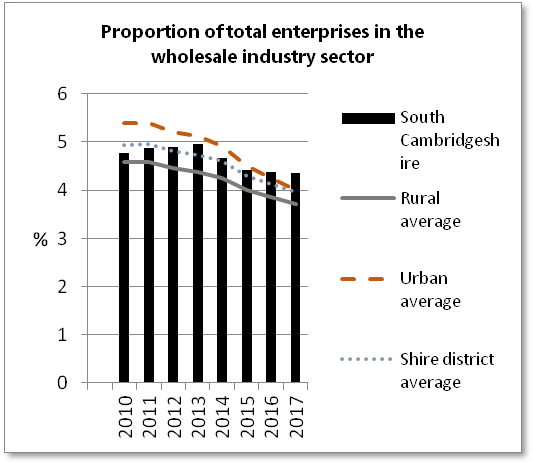 Proportion of total enterprises in the
wholesale industry sector
6
5
4
3
2
1
0
%
2010
2011
2012
2013
2014
2015
2016
2017
South
Cambridgesh
ire
Rural
average
Urban
average
Shire district
average